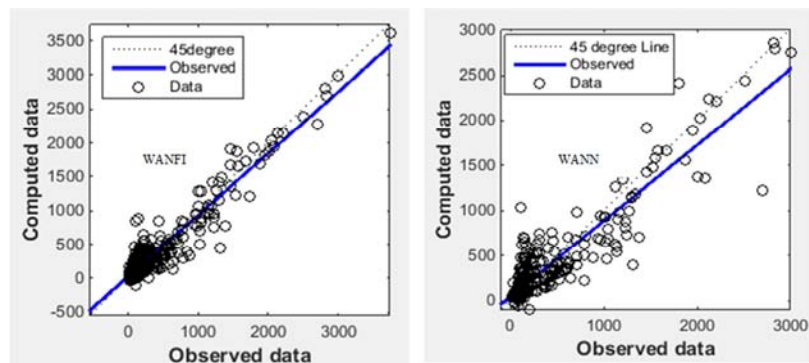 3500
3000
2500
2000
1500
1000
500
0
-500
0
1000
2000
3000
Computed data
Observed data
45degree
Observed
Data
WANFI
3000
2500
2000
1500
1000
500
0
0
1000
2000
3000
Computed data
Observed data
45 degree Line
Observed
Data
WANN